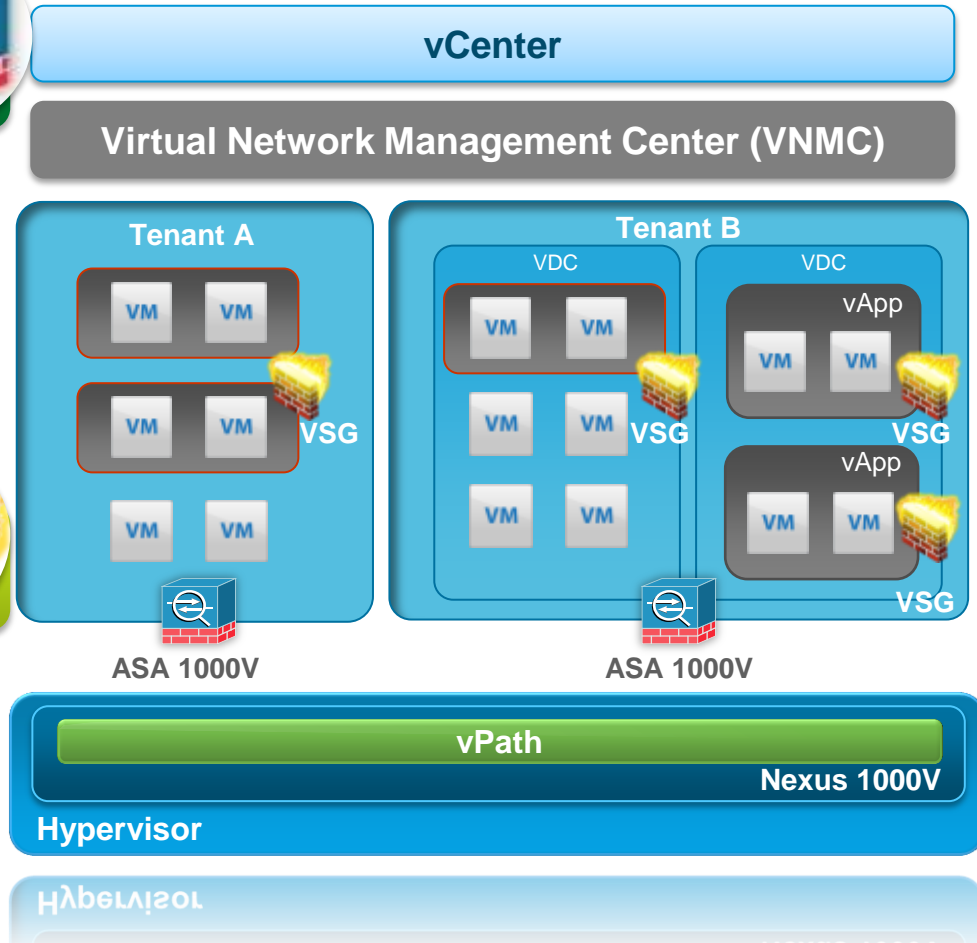 vCenter
Virtual Network Management Center (VNMC)
Tenant A
VM VM
VM VM
VSG
VM VM
ASA 1000V
Tenant B
VDC
VM VM
VM VM
VSG
VM VM
VDC
vApp
VM VM
VSG
vApp
VM VM
VSG
ASA 1000V
vPath
Nexus 1000V
Hypervisor
Hypervisor